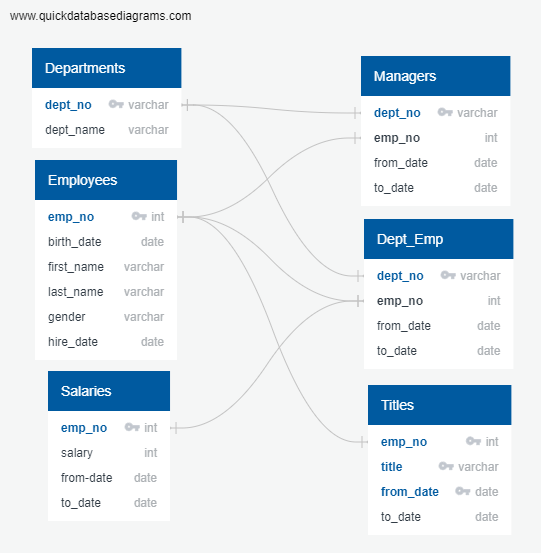 www.quickdatabasediagrams.com
Departments
dept_no varchar
dept_name varchar
Employees
emp_no int
birth_date date
first_name varchar
last_name varchar
gender varchar
hire_date date
Salaries
emp_no int
salary int
from-date date
to_date date
Managers
dept_no varchar
emp_no int
from_date date
to_date date
Dept_Emp
dept_no varchar
emp_no int
from_date date
to_date date
Titles
emp_no int
title varchar
from_date date
to_date date